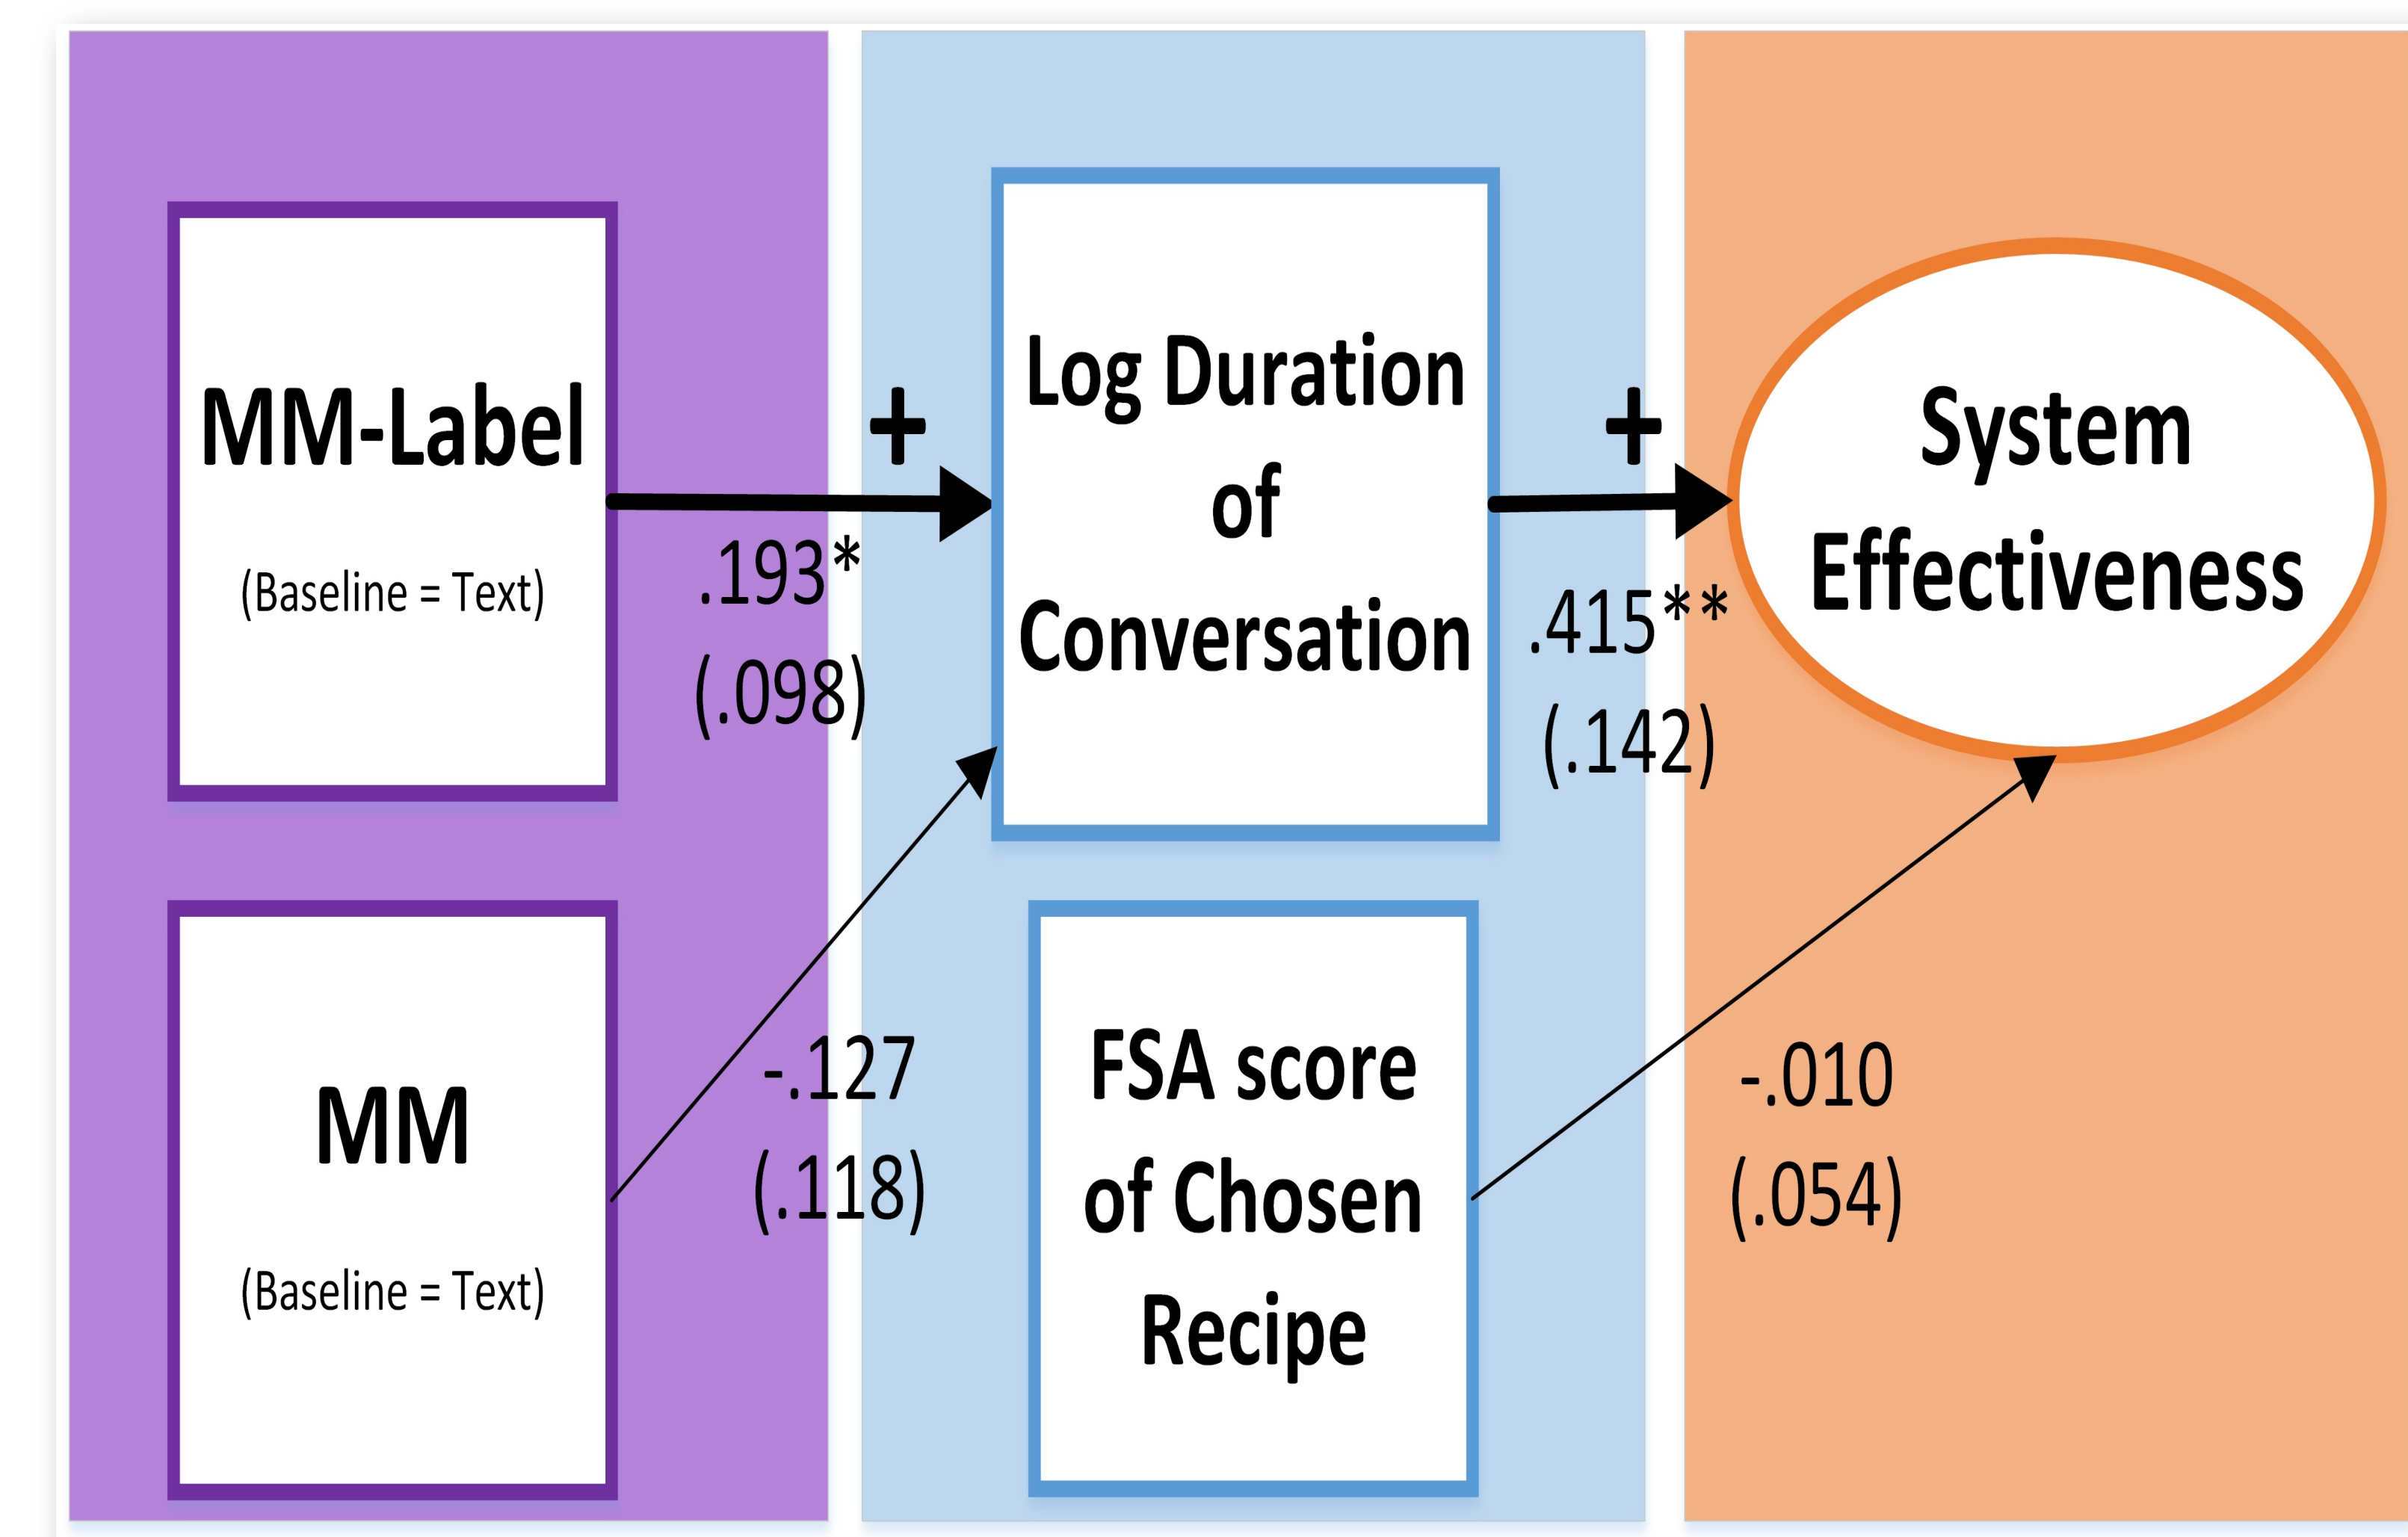 MM-Label
(Baseline = Text)
+
.193*
(.098)
Log Duration
of
Conversation
+
.415**
(.142)
System
Effectiveness
MM
(Baseline = Text)
-.127
(.118)
FSA score
of Chosen
Recipe
-.010
(.054)